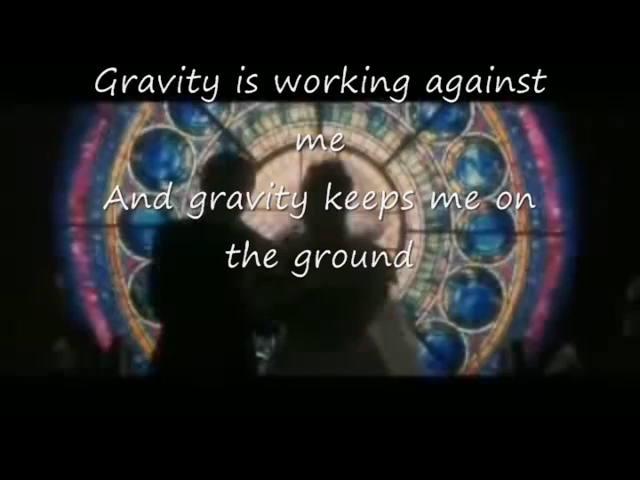 Gravity is working against
me
And gravity keeps me on
the ground